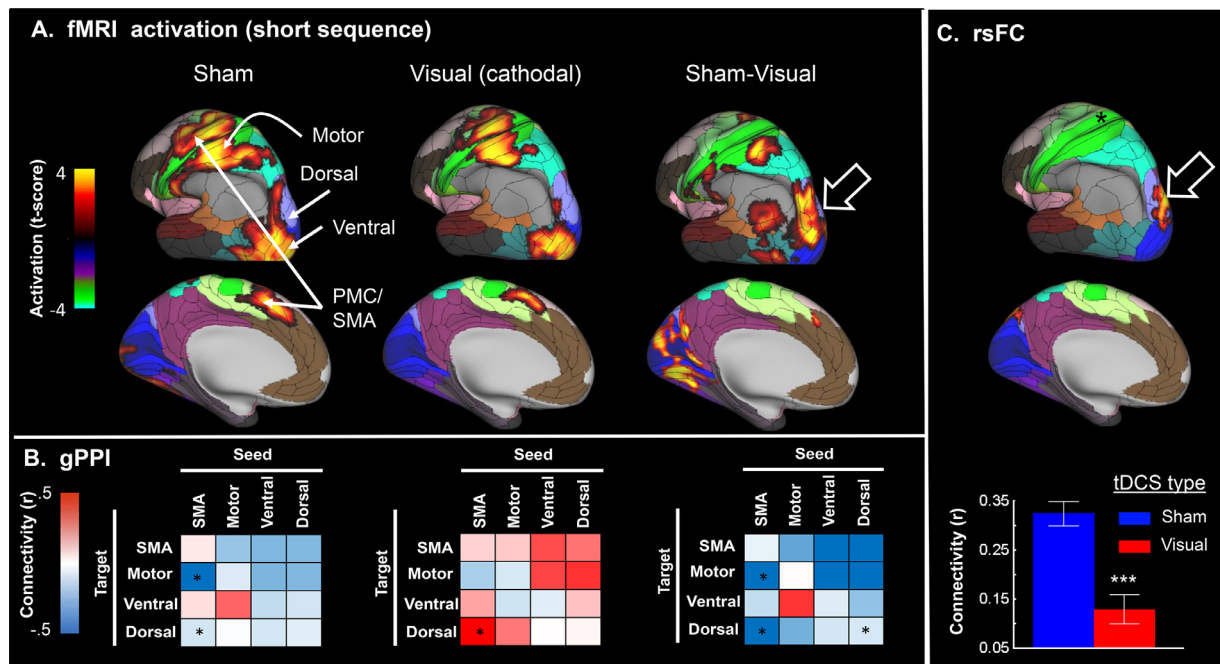 A. fMRI activation (short sequence)
Sham
Visual (cathodal)
Sham-Visual
Motor
Dorsal
Ventral
PMC/
SMA
Activation (t-score)
4
-4
B. gPPI
Connectivity (r)
.5
-.5
Seed
SMA
Motor
Ventral
Dorsal
Target
SMA
Motor
*
Ventral
Dorsal
*
Seed
SMA
Motor
Ventral
Dorsal
Target
SMA
Motor
Ventral
Dorsal
*
Seed
SMA
Motor
Ventral
Dorsal
Target
SMA
Motor
*
Ventral
Dorsal
* *
C. rsFC
*
Connectivity (r)
0.35
0.25
0.15
0.05
tDCS type
Sham
Visual
***